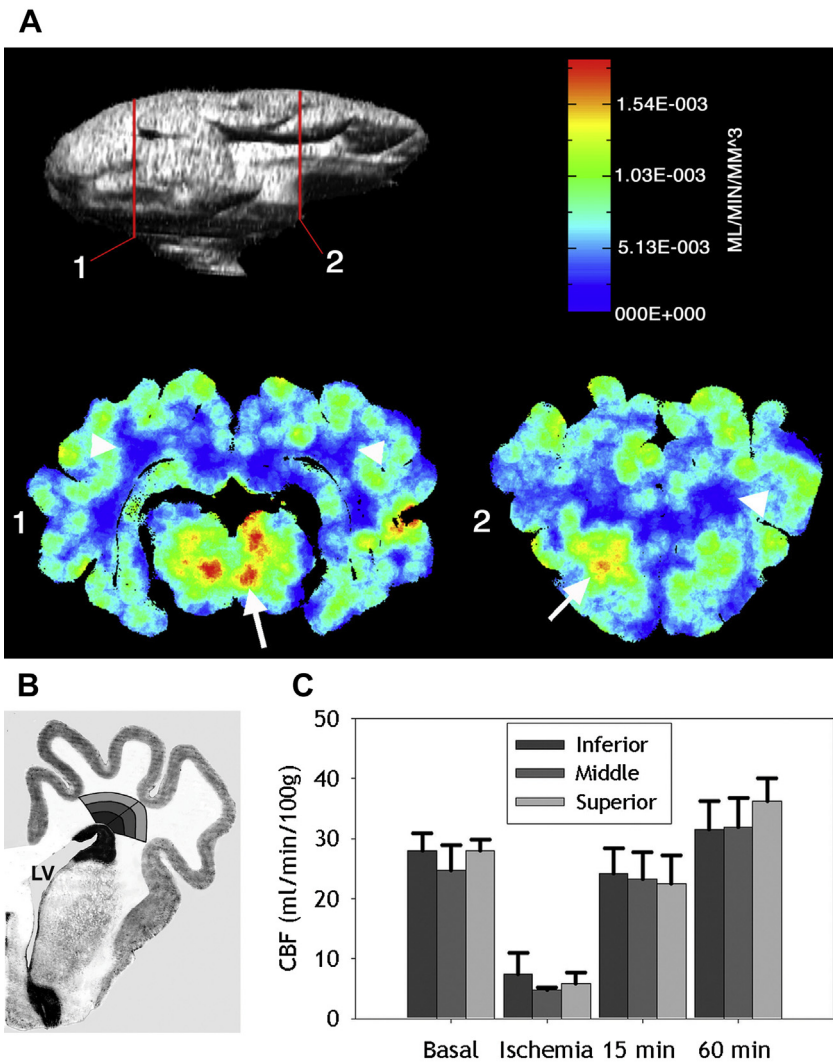 A
1
2
1.54E-003
1.03E-003
5.13E-003
000E+000
ML/MIN/MM^3
1
2
B
LV
C
CBF (ml/min/100g)
50
40
30
20
10
0
Inferior
Middle
Superior
Basal Ischemia 15 min 60 min